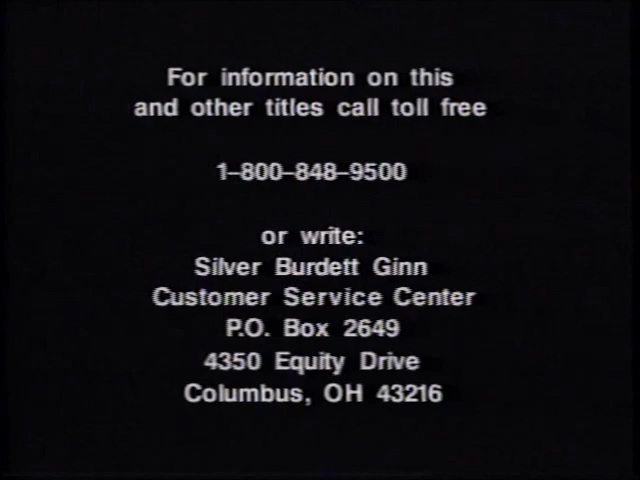 For information on this
and other titles call toll free
1-800-848-9500
or write:
Silver Burdett Ginn
Customer Service Center
P.O. Box 2649
4350 Equity Drive
Columbus, OH 43216